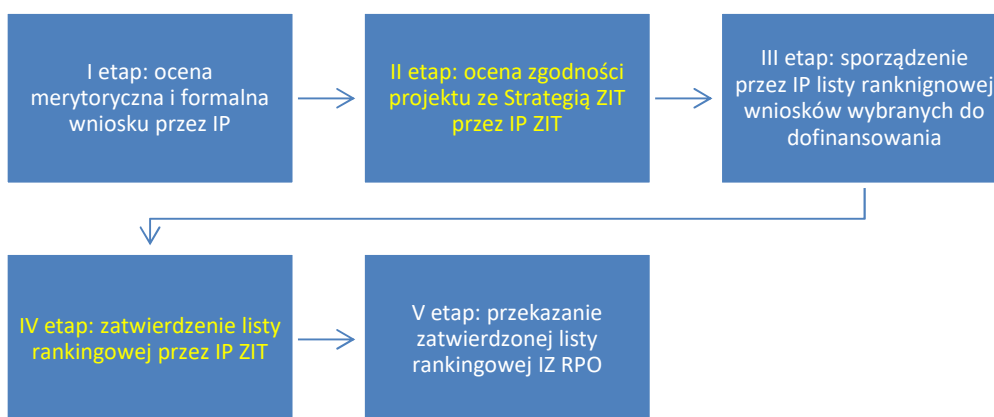 I etap: ocena
merytoryczna i formalna
wniosku przez IP
II etap: ocena zgodności
projektu ze Strategią ZIT
przez IP ZIT
III etap: sporządzenie
przez IP listy ranknignowej
wniosków wybranych do
dofinansowania
IV etap: zatwierdzenie listy
rankingowej przez IP ZIT
V etap: przekazanie
zatwierdzonej listy
rankingowej IZ RPO